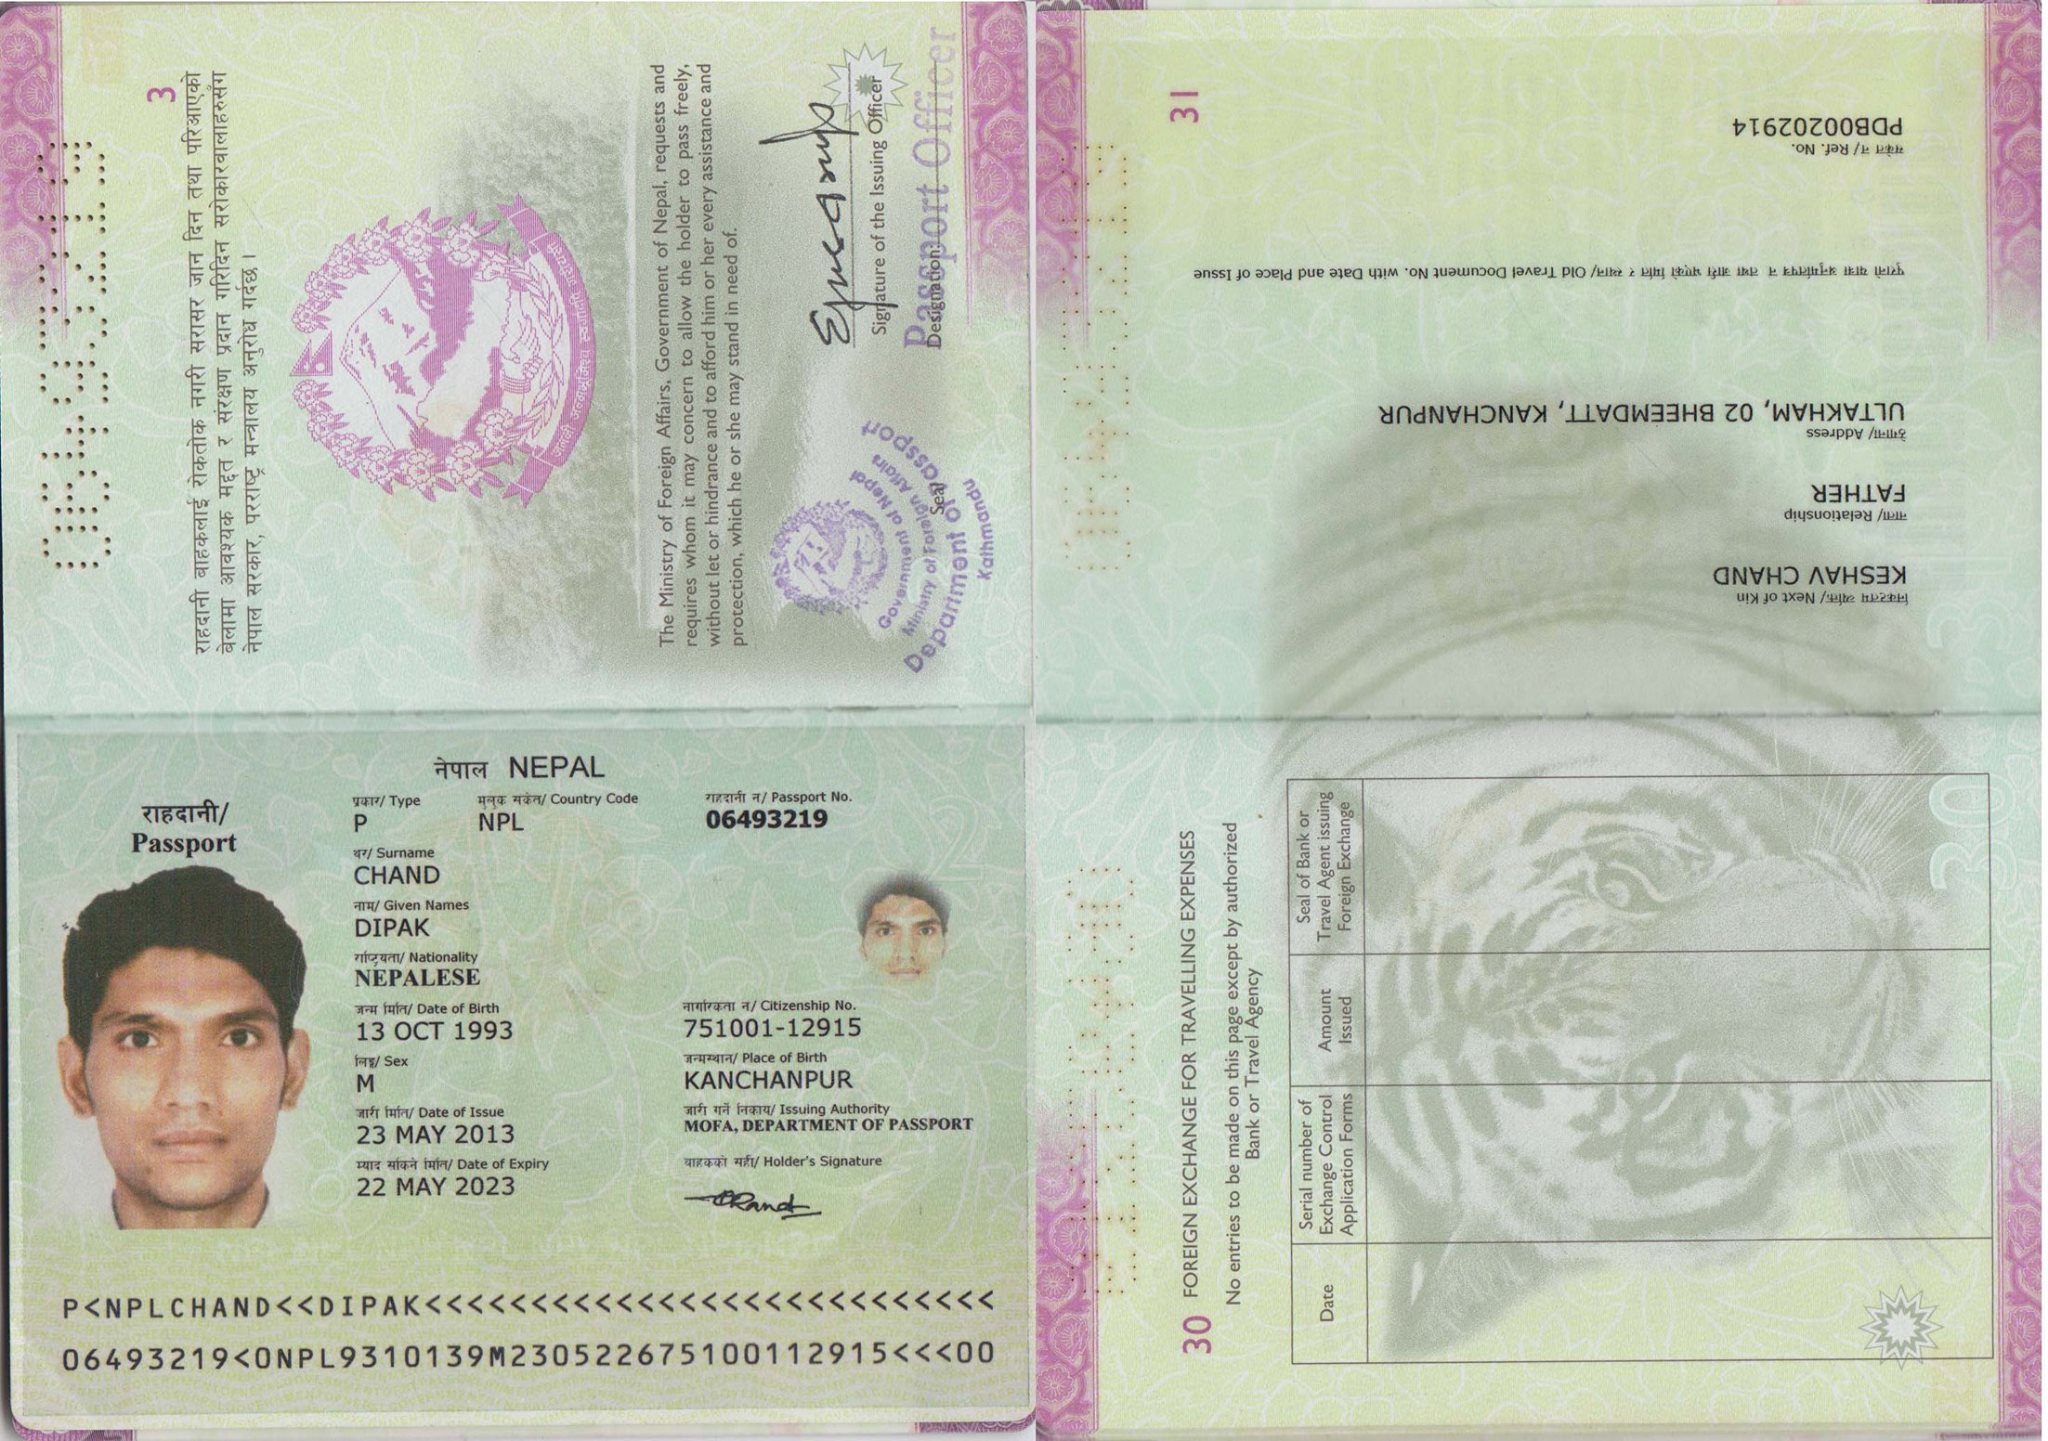 3
राहदानी बाहकलाई रोकतोक नगरी सरासर जान दिन तथा परिआएको
बेलामा आवश्यक मद्दत र संरक्षण प्रदान गरिदिन सरोकारवालाहरुसँग
नेपाल सरकार, परराष्ट्र मन्त्रालय अनुरोध गर्दछ ।
The Ministry of Foreign Affairs, Government of Nepal, requests and
requires whom it may concern to allow the holder to pass freely,
without let or hindrance and to afford him or her every assistance and
protection, which he or she may stand in need of.
Signature of the Issuing Officer
Passport Officer
Designation:
Seal
Government of Nepal
Ministry of Foreign Affairs
Department of Passport
Kathmandu
नेपाल NEPAL
राहदानी/
Passport
प्रकार/ Type
P
मुलुक संकेत/ Country Code
NPL
राहदानी नं/ Passport No.
06493219
थर/ Surname
CHAND
नाम/ Given Names
DIPAK
राष्ट्रियता/ Nationality
NEPALESE
जन्म मिति/ Date of Birth
13 OCT 1993
नागरिकता नं/ Citizenship No.
751001-12915
लिङ्ग/ Sex
M
जन्मस्थान/ Place of Birth
KANCHANPUR
जारी मिति/ Date of Issue
23 MAY 2013
जारी गर्ने निकाय/ Issuing Authority
MOFA, DEPARTMENT OF PASSPORT
म्याद सकिने मिति/ Date of Expiry
22 MAY 2023
वाहकको सही/ Holder's Signature
P<NPLCHAND<<DIPAK<<<<<<<<<<<<<<<<<<<<<<<<<<<
06493219<0NPL9310139M230522675100112915<<<00
31
निकटतम व्यक्ति/ Next of Kin
KESHAV CHAND
नाता/ Relationship
FATHER
ठेगाना/ Address
ULTAKHAM, 02 BHEEMDATT, KANCHANPUR
पुरानो यात्रा अनुमतिपत्र नं तथा जारी भएको मिति र स्थान/ Old Travel Document No. with Date and Place of Issue
संकेत नं/ Ref. No.
PDB00202914
30 FOREIGN EXCHANGE FOR TRAVELLING EXPENSES
No entries to be made on this page except by authorized
Bank or Travel Agency
Date
Serial number of
Exchange Control
Application Forms
Amount
Issued
Seal of Bank or
Travel Agent issuing
Foreign Exchange
30